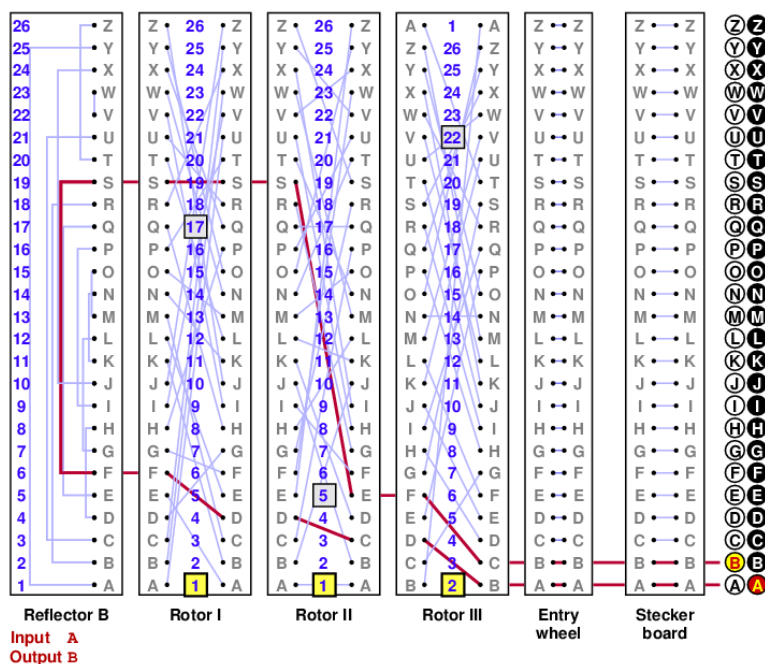 26 Z Z 26 Z Z 26 Z A 1 A Z Z Z Z Z Z
25 Y Y 25 Y Y 25 Y Z 26 Z Y Y Y Y Y Y
24 X X 24 X X 24 X Y 25 Y X X X X X X
23 W W 23 W W 23 W X 24 X W W W W W W
22 V V 22 V V 22 V W 23 W V V V V V V
21 U U 21 U U 21 U V 22 V U U U U U U
20 T T 20 T T 20 T U 21 U T T T T T T
19 S S 19 S S 19 S T 20 T S S S S S S
18 R R 18 R R 18 R S 19 S R R R R R R
17 Q Q 17 Q Q 17 Q R 18 R Q Q Q Q Q Q
16 P P 16 P P 16 P Q 17 Q P P P P P P
15 O O 15 O O 15 O P 16 P O O O O O O
14 N N 14 N N 14 N O 15 O N N N N N N
13 M M 13 M M 13 M N 14 N M M M M M M
12 L L 12 L L 12 L M 13 M L L L L L L
11 K K 11 K K 11 K L 12 L K K K K K K
10 J J 10 J J 10 J K 11 K J J J J J J
9 I I 9 I I 9 I J 10 J I I I I I I
8 H H 8 H H 8 H I 9 I H H H H H H
7 G G 7 G G 7 G H 8 H G G G G G G
6 F F 6 F F 6 F G 7 G F F F F F F
5 E E 5 E E 5 E F 6 F E E E E E E
4 D D 4 D D 4 D E 5 E D D D D D D
3 C C 3 C C 3 C D 4 D C C C C C C
2 B B 2 B B 2 B C 3 C B B B B B B
1 A A 1 A A 1 A B 2 B A A A A A A
Reflector B Rotor I Rotor II Rotor III Entry wheel Stecker board
Input A
Output B